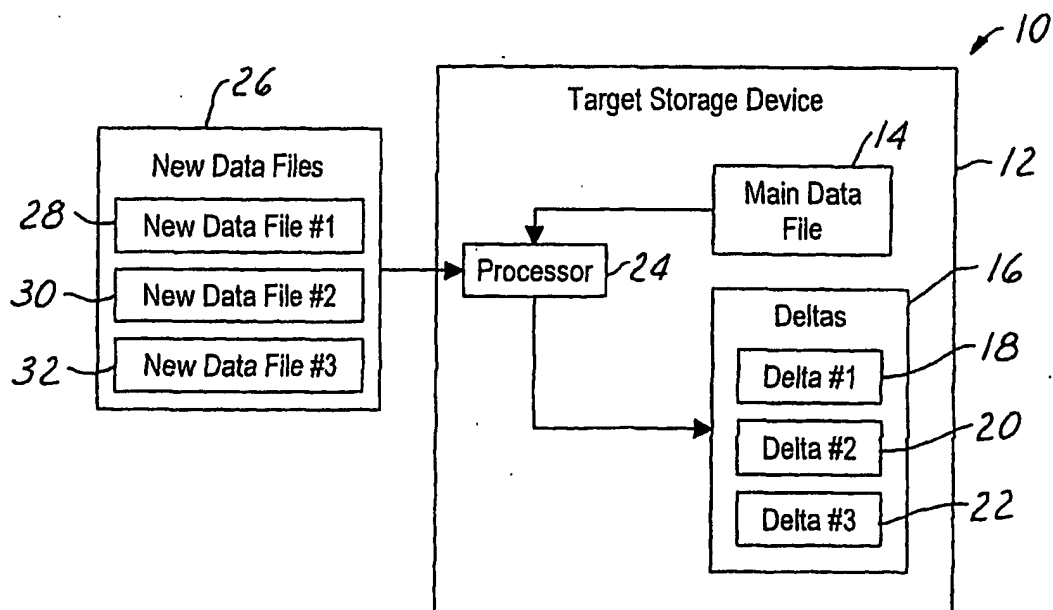 10
26
Target Storage Device
New Data Files
14
12
Main Data
File
28
New Data File #1
Processor
24
16
30
New Data File #2
Deltas
18
32
New Data File #3
Delta #1
20
Delta #2
22
Delta #3